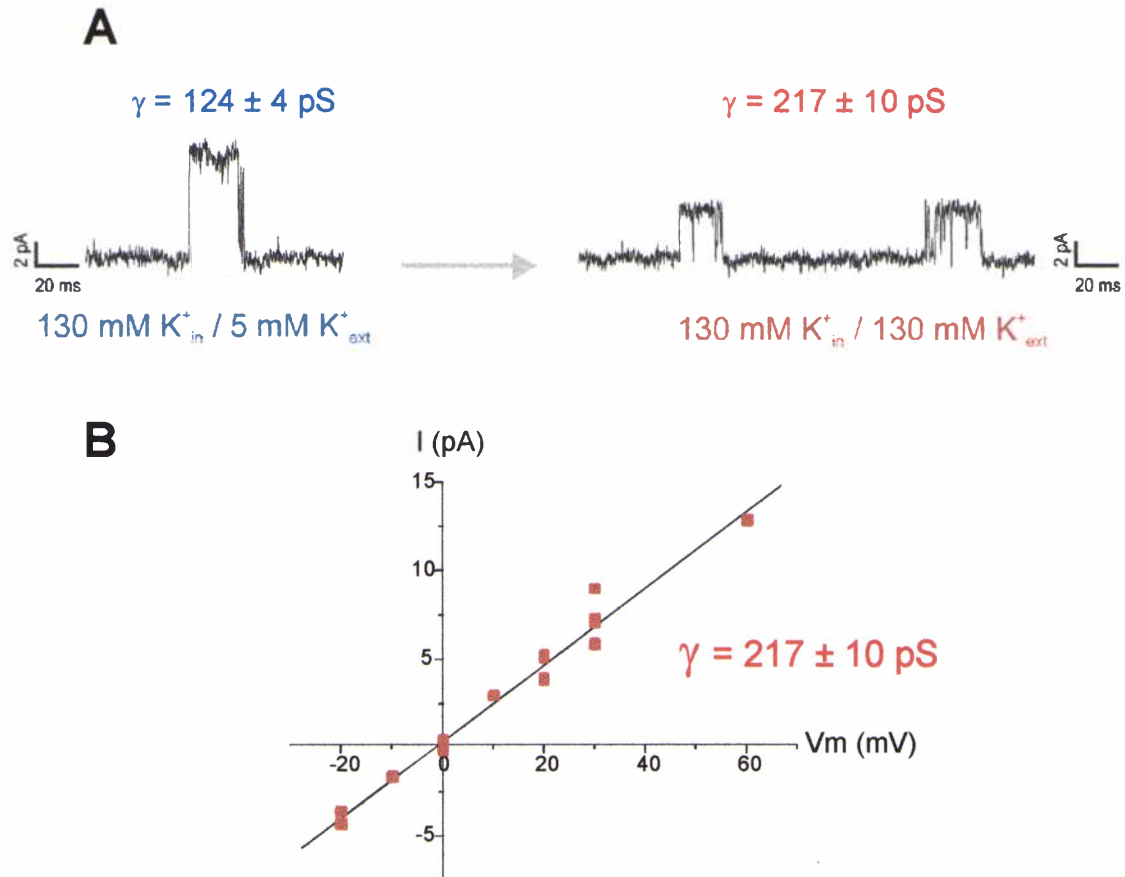 A
γ = 124 ± 4 pS
γ = 217 ± 10 pS
2 pA
20 ms
2 pA
20 ms
130 mM K⁺in / 5 mM K⁺ext
130 mM K⁺in / 130 mM K⁺ext
B
I (pA)
15
10
5
γ = 217 ± 10 pS
Vm (mV)
-20
0
20
40
60
-5